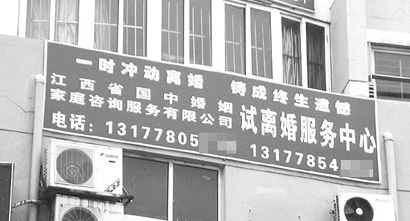 一时冲动离婚 铸成终生遗憾
江西省国中婚姻
家庭咨询服务有限公司
试离婚服务中心
电话：13177805
13177854